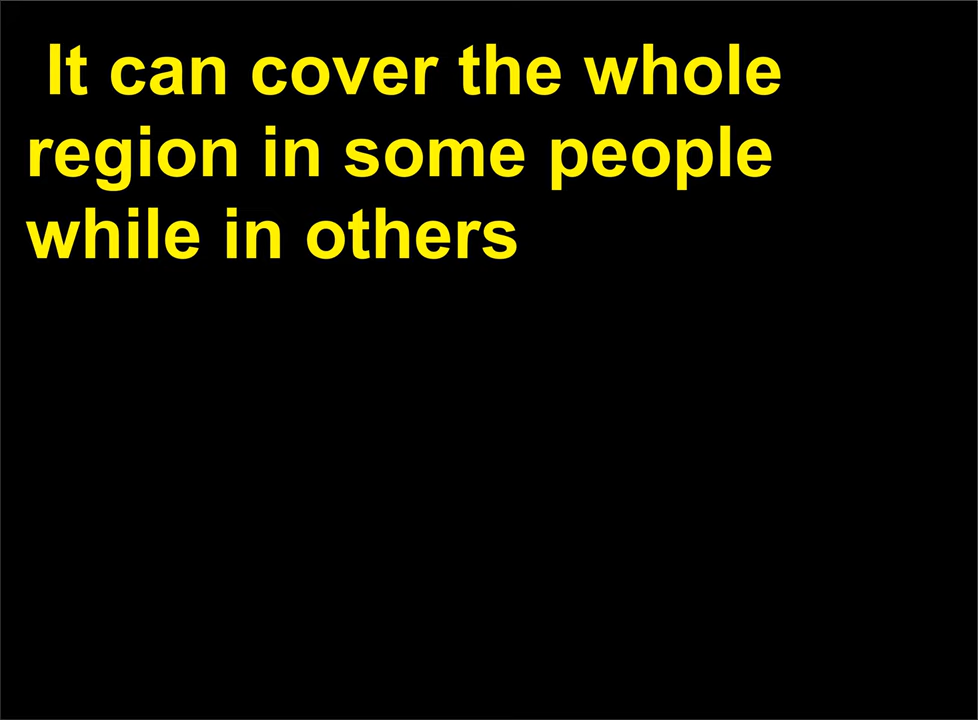 It can cover the whole
region in some people
while in others